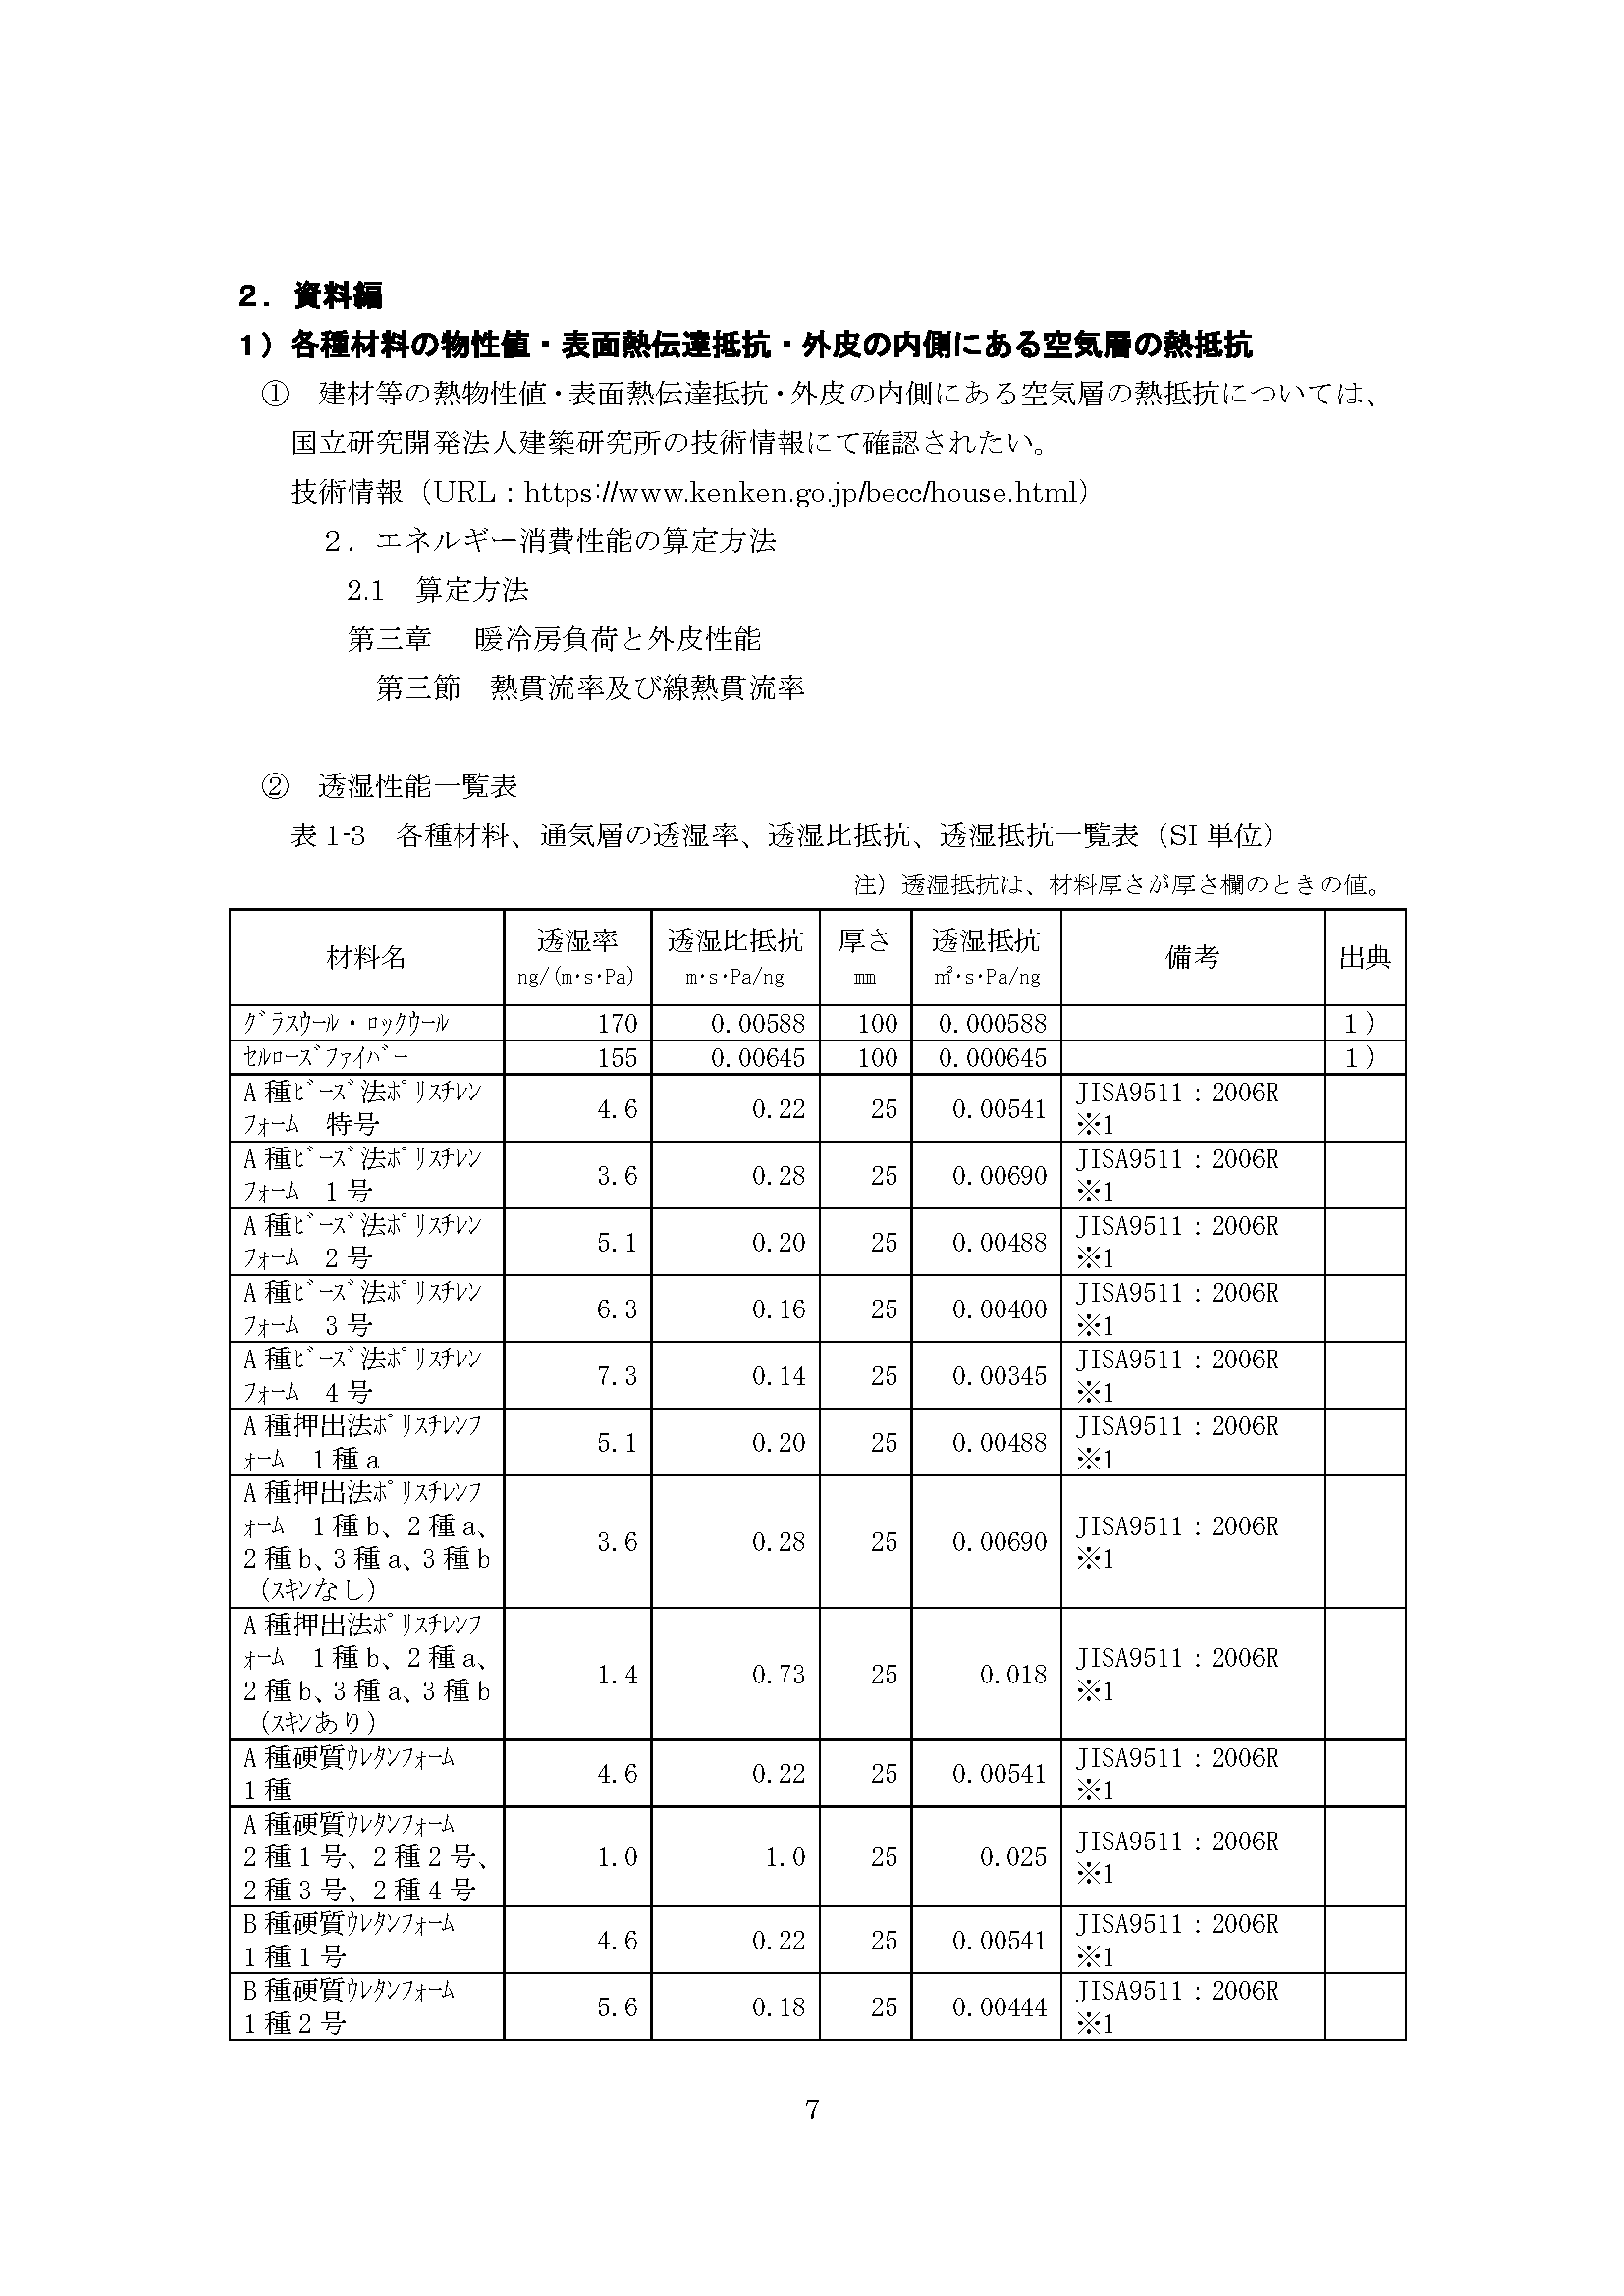 ２．資料編
１）各種材料の物性値・表面熱伝達抵抗・外皮の内側にある空気層の熱抵抗
①　建材等の熱物性値・表面熱伝達抵抗・外皮の内側にある空気層の熱抵抗については、
国立研究開発法人建築研究所の技術情報にて確認されたい。
技術情報（URL：https://www.kenken.go.jp/becc/house.html）
２．エネルギー消費性能の算定方法
2.1　算定方法
第三章　暖冷房負荷と外皮性能
第三節　熱貫流率及び線熱貫流率
②　透湿性能一覧表
表 1-3　各種材料、通気層の透湿率、透湿比抵抗、透湿抵抗一覧表（SI 単位）
注）透湿抵抗は、材料厚さが厚さ欄のときの値。
材料名 透湿率 透湿比抵抗 厚さ 透湿抵抗 備考 出典
ng/(m･s･Pa) m･s･Pa/ng ㎜ ㎡･s･Pa/ng
ｸﾞﾗｽｳｰﾙ・ﾛｯｸｳｰﾙ 170 0.00588 100 0.000588 1）
ｾﾙﾛｰｽﾞﾌｧｲﾊﾞｰ 155 0.00645 100 0.000645 1）
A 種ﾋﾞｰｽﾞ法ﾎﾟﾘｽﾁﾚﾝ
ﾌｫｰﾑ　特号 4.6 0.22 25 0.00541 JISA9511：2006R
※1
A 種ﾋﾞｰｽﾞ法ﾎﾟﾘｽﾁﾚﾝ
ﾌｫｰﾑ　1 号 3.6 0.28 25 0.00690 JISA9511：2006R
※1
A 種ﾋﾞｰｽﾞ法ﾎﾟﾘｽﾁﾚﾝ
ﾌｫｰﾑ　2 号 5.1 0.20 25 0.00488 JISA9511：2006R
※1
A 種ﾋﾞｰｽﾞ法ﾎﾟﾘｽﾁﾚﾝ
ﾌｫｰﾑ　3 号 6.3 0.16 25 0.00400 JISA9511：2006R
※1
A 種ﾋﾞｰｽﾞ法ﾎﾟﾘｽﾁﾚﾝ
ﾌｫｰﾑ　4 号 7.3 0.14 25 0.00345 JISA9511：2006R
※1
A 種押出法ﾎﾟﾘｽﾁﾚﾝﾌ
ｫｰﾑ　1 種 a 5.1 0.20 25 0.00488 JISA9511：2006R
※1
A 種押出法ﾎﾟﾘｽﾁﾚﾝﾌ
ｫｰﾑ　1 種 b、2 種 a、
2 種 b、3 種 a、3 種 b
（ｽｷﾝなし） 3.6 0.28 25 0.00690 JISA9511：2006R
※1
A 種押出法ﾎﾟﾘｽﾁﾚﾝﾌ
ｫｰﾑ　1 種 b、2 種 a、
2 種 b、3 種 a、3 種 b
（ｽｷﾝあり） 1.4 0.73 25 0.018 JISA9511：2006R
※1
A 種硬質ｳﾚﾀﾝﾌｫｰﾑ
1 種 4.6 0.22 25 0.00541 JISA9511：2006R
※1
A 種硬質ｳﾚﾀﾝﾌｫｰﾑ
2 種 1 号、2 種 2 号、
2 種 3 号、2 種 4 号 1.0 1.0 25 0.025 JISA9511：2006R
※1
B 種硬質ｳﾚﾀﾝﾌｫｰﾑ
1 種 1 号 4.6 0.22 25 0.00541 JISA9511：2006R
※1
B 種硬質ｳﾚﾀﾝﾌｫｰﾑ
1 種 2 号 5.6 0.18 25 0.00444 JISA9511：2006R
※1
7